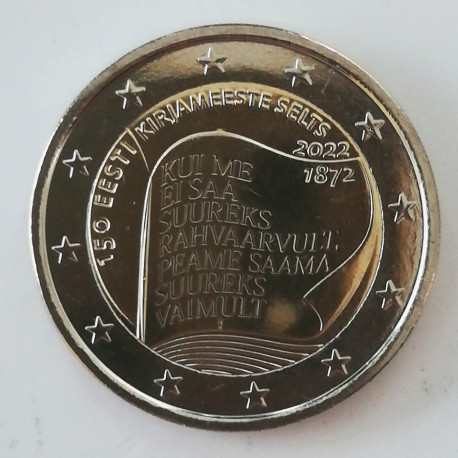 150 EESTI KIRJAMEESTE SELTS
2022
1872
KUI ME
EI SAA
SUUREKS
RAHVAARVULT,
PEAME SAAMA
SUUREKS
VAIMULT